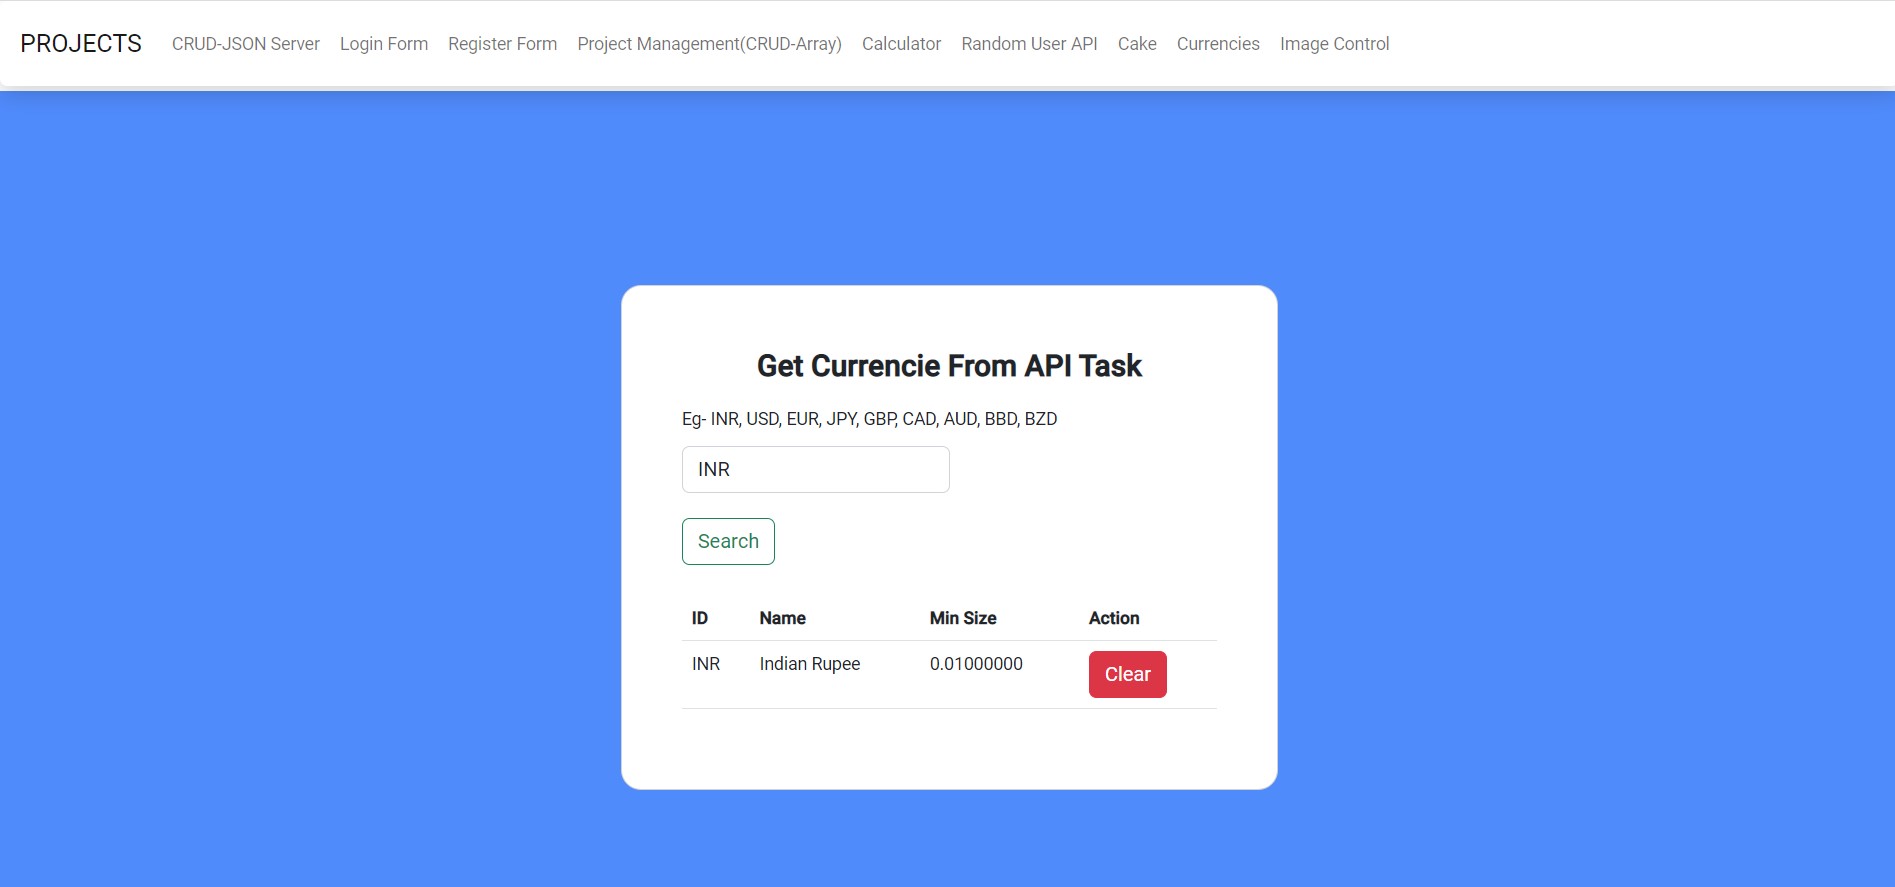 PROJECTS CRUD-JSON Server Login Form Register Form Project Management(CRUD-Array) Calculator Random User API Cake Currencies Image Control
Get Currencie From API Task
Eg- INR, USD, EUR, JPY, GBP, CAD, AUD, BBD, BZD
INR
Search
ID Name Min Size Action
INR Indian Rupee 0.01000000 Clear